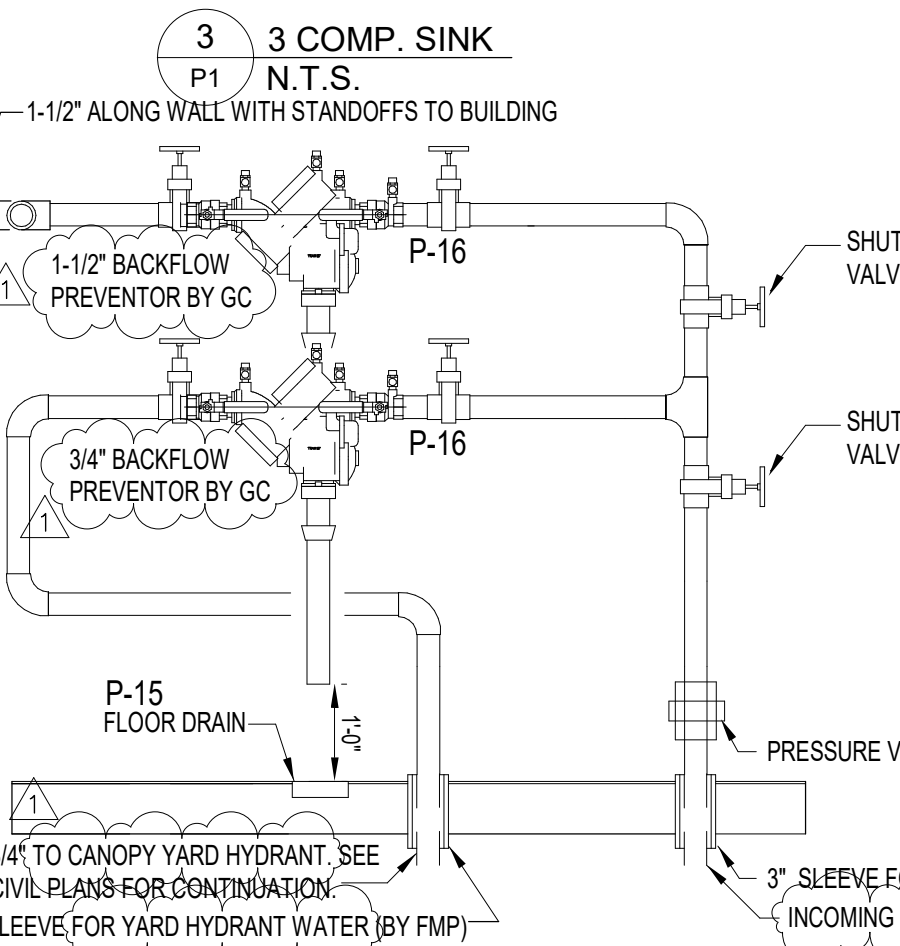 3
P1
3 COMP. SINK
N.T.S.
1-1/2" ALONG WALL WITH STANDOFFS TO BUILDING
P-16
SHUT
VALV
1
1-1/2" BACKFLOW
PREVENTOR BY GC
P-16
SHUT
VALV
3/4" BACKFLOW
PREVENTOR BY GC
1
P-15
FLOOR DRAIN
1'-0"
PRESSURE V
1
/4" TO CANOPY YARD HYDRANT. SEE
CIVIL PLANS FOR CONTINUATION.
3" SLEEVE FO
LEEVE FOR YARD HYDRANT WATER (BY FMP)
INCOMING